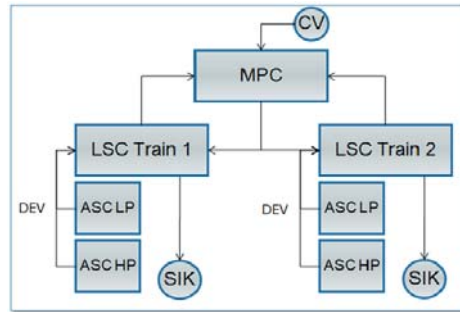 CV
MPC
LSC Train 1
LSC Train 2
DEV
ASC LP
DEV
ASC LP
ASC HP
SIK
ASC HP
SIK